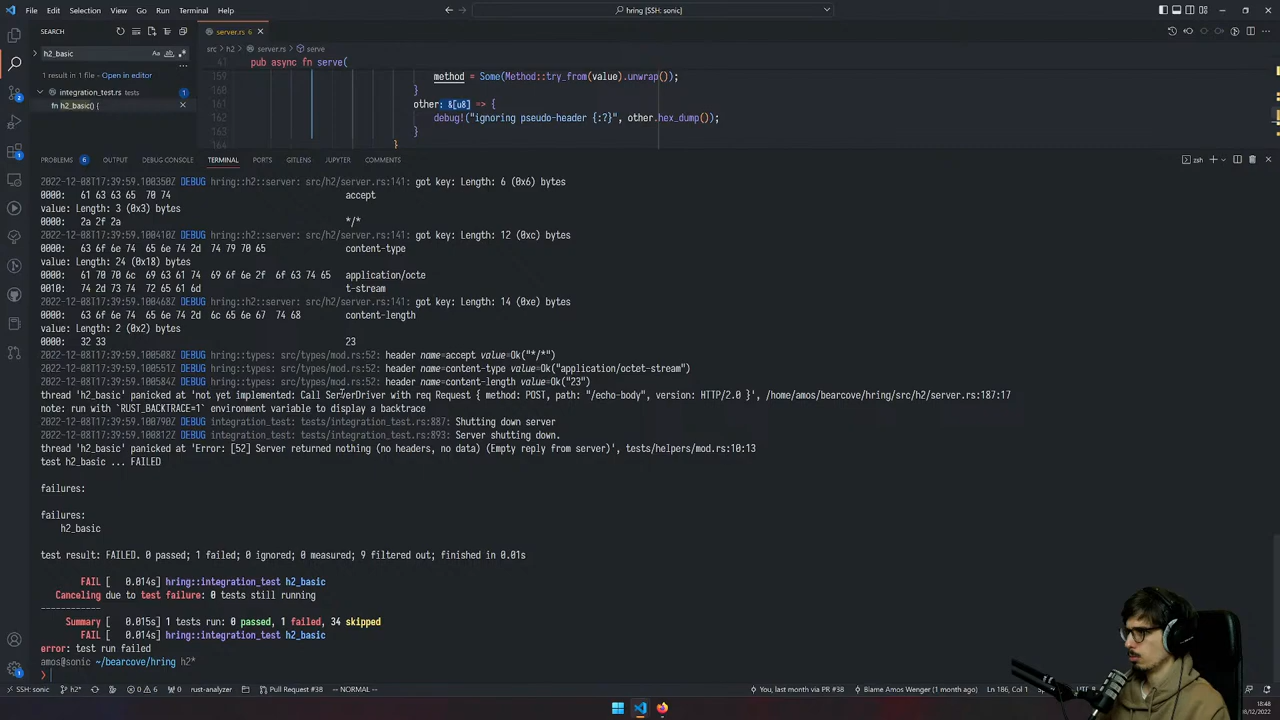 File Edit Selection View Go Run Terminal Help
hring [SSH: sonic]
SEARCH
server.rs 6
h2_basic
src > h2 > server.rs > serve
41 pub async fn serve(
1 result in 1 file - Open in editor
159 method = Some(Method::try_from(value).unwrap());
integration_test.rs tests 1
160 }
fn h2_basic() {
161 other: &[u8] => {
162 debug!("ignoring pseudo-header {:?}", other.hex_dump());
163 }
164 }
PROBLEMS 6 OUTPUT DEBUG CONSOLE TERMINAL PORTS GITLENS JUPYTER COMMENTS
zsh
2022-12-08T17:39:59.100350Z DEBUG hring::h2::server: src/h2/server.rs:141: got key: Length: 6 (0x6) bytes
0000: 61 63 63 65 70 74 accept
value: Length: 3 (0x3) bytes
0000: 2a 2f 2a */*
2022-12-08T17:39:59.100410Z DEBUG hring::h2::server: src/h2/server.rs:141: got key: Length: 12 (0xc) bytes
0000: 63 6f 6e 74 65 6e 74 2d 74 79 70 65 content-type
value: Length: 24 (0x18) bytes
0000: 61 70 70 6c 69 63 61 74 69 6f 6e 2f 6f 63 74 65 application/octe
0010: 74 2d 73 74 72 65 61 6d t-stream
2022-12-08T17:39:59.100468Z DEBUG hring::h2::server: src/h2/server.rs:141: got key: Length: 14 (0xe) bytes
0000: 63 6f 6e 74 65 6e 74 2d 6c 65 6e 67 74 68 content-length
value: Length: 2 (0x2) bytes
0000: 32 33 23
2022-12-08T17:39:59.100508Z DEBUG hring::types: src/types/mod.rs:52: header name=accept value=Ok("*/*")
2022-12-08T17:39:59.100551Z DEBUG hring::types: src/types/mod.rs:52: header name=content-type value=Ok("application/octet-stream")
2022-12-08T17:39:59.100584Z DEBUG hring::types: src/types/mod.rs:52: header name=content-length value=Ok("23")
thread 'h2_basic' panicked at 'not yet implemented: Call ServerDriver with req Request { method: POST, path: "/echo-body", version: HTTP/2.0 }', /home/amos/bearcove/hring/src/h2/server.rs:187:17
note: run with `RUST_BACKTRACE=1` environment variable to display a backtrace
2022-12-08T17:39:59.100790Z DEBUG integration_test: tests/integration_test.rs:887: Shutting down server
2022-12-08T17:39:59.100812Z DEBUG integration_test: tests/integration_test.rs:893: Server shutting down.
thread 'h2_basic' panicked at 'Error: [52] Server returned nothing (no headers, no data) (Empty reply from server)', tests/helpers/mod.rs:10:13
test h2_basic ... FAILED
failures:
failures:
h2_basic
test result: FAILED. 0 passed; 1 failed; 0 ignored; 0 measured; 9 filtered out; finished in 0.01s
FAIL [ 0.014s] hring::integration_test h2_basic
Canceling due to test failure: 0 tests still running
------------
Summary [ 0.015s] 1 tests run: 0 passed, 1 failed, 34 skipped
FAIL [ 0.014s] hring::integration_test h2_basic
error: test run failed
amos@sonic ~/bearcove/hring h2*
❯
SSH: sonic h2* 0 6 0 rust-analyzer Pull Request #38 -- NORMAL -- You, last month via PR #38 Blame Amos Wenger (1 month ago) Ln 186, Col 1
18:48